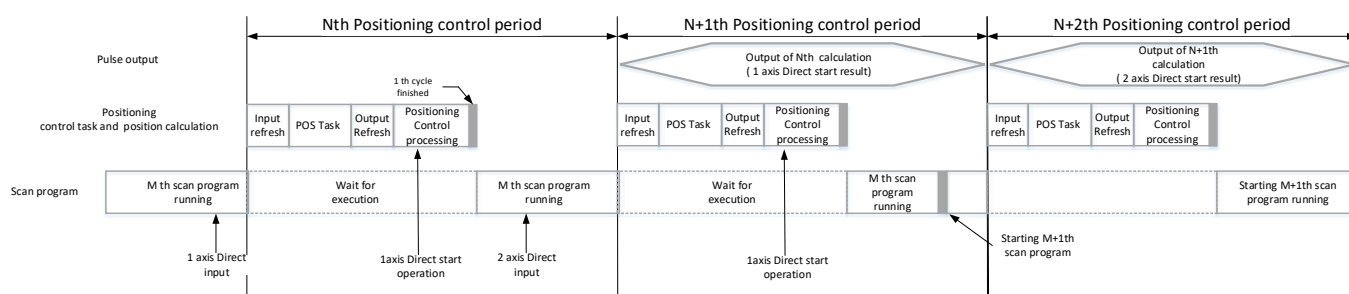 Nth Positioning control period
N+1th Positioning control period
N+2th Positioning control period
Pulse output
Output of Nth calculation
( 1 axis Direct start result)
Output of N+1th
calculation
( 2 axis Direct start result)
1 th cycle
finished
Positioning
control task and position calculation
Input
refresh
POS Task
Output
Refresh
Positioning
Control
processing
Input
refresh
POS Task
Output
Refresh
Positioning
Control
processing
Input
refresh
POS Task
Output
Refresh
Positioning
Control
processing
Scan program
M th scan program
running
Wait for
execution
M th scan program
running
Wait for
execution
M th scan
program
running
Starting M+1th scan
program running
1 axis Direct
input
1axis Direct start
operation
2 axis Direct
input
1axis Direct start
operation
Starting M+1th
scan program